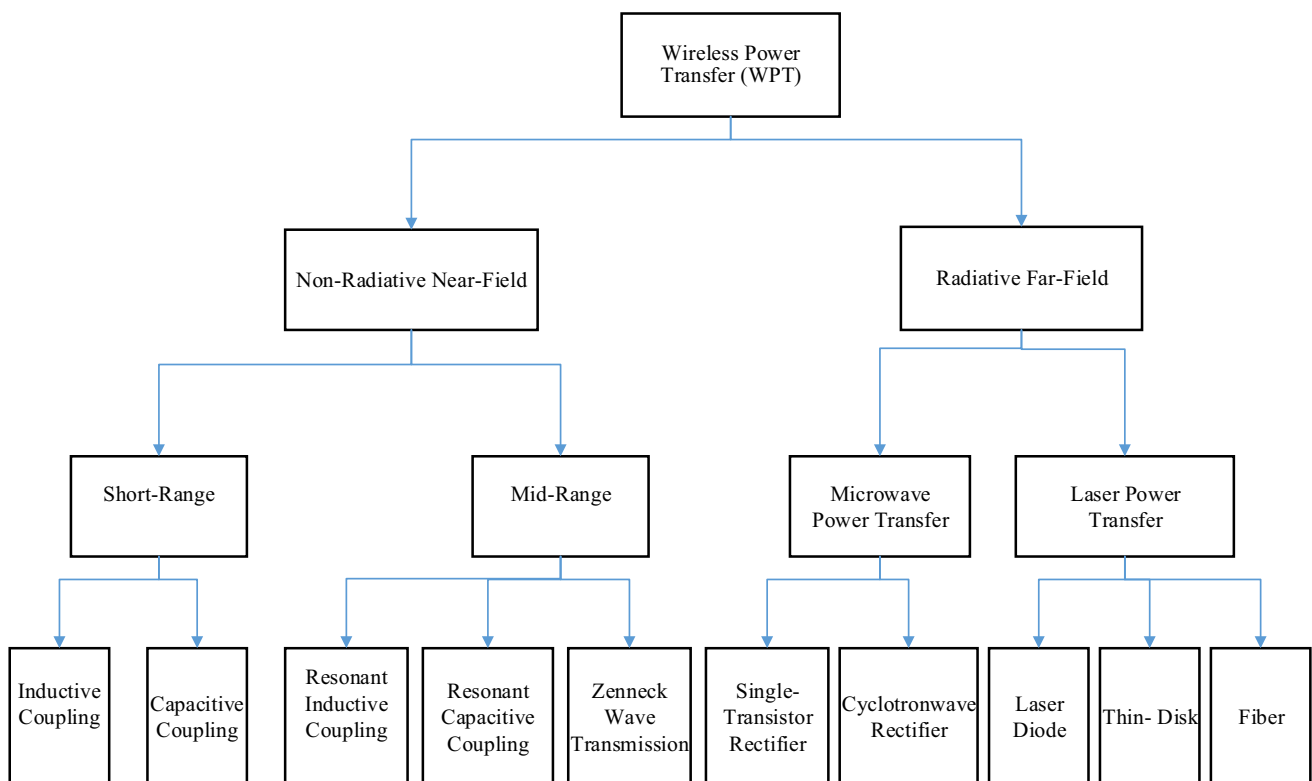 Wireless Power
Transfer (WPT)
Non-Radiative Near-Field
Radiative Far-Field
Short-Range
Mid-Range
Microwave
Power Transfer
Laser Power
Transfer
Inductive
Coupling
Capacitive
Coupling
Resonant
Inductive
Coupling
Resonant
Capacitive
Coupling
Zenneck
Wave
Transmission
Single-
Transistor
Rectifier
Cyclotronwave
Rectifier
Laser
Diode
Thin- Disk
Fiber